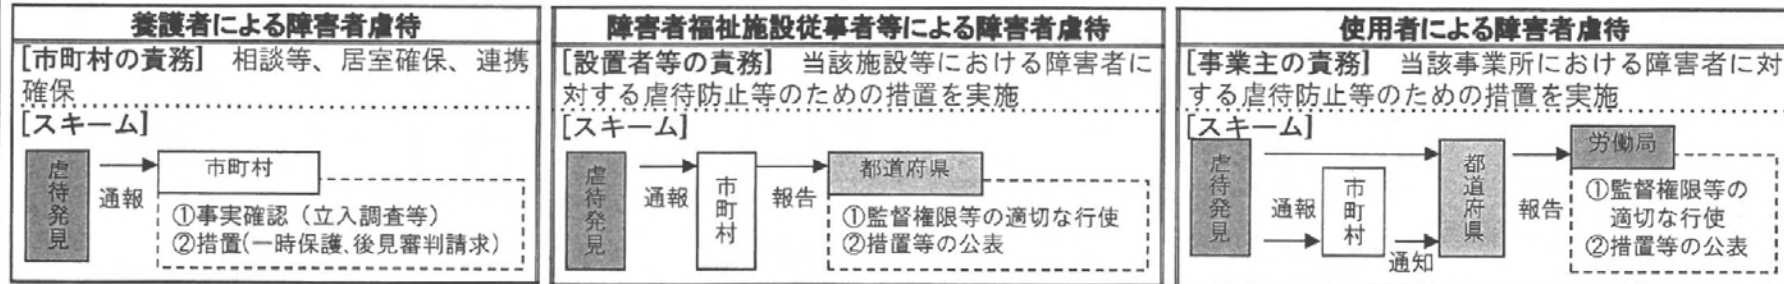 養護者による障害者虐待
[市町村の責務] 相談等、居室確保、連携
確保
[スキーム]
虐待発見
通報
市町村
①事実確認（立入調査等）
②措置(一時保護、後見審判請求)
障害者福祉施設従事者等による障害者虐待
[設置者等の責務] 当該施設等における障害者に
対する虐待防止等のための措置を実施
[スキーム]
虐待発見
通報
市町村
報告
都道府県
①監督権限等の適切な行使
②措置等の公表
使用者による障害者虐待
[事業主の責務] 当該事業所における障害者に対
する虐待防止等のための措置を実施
[スキーム]
虐待発見
通報
市町村
通知
都道府県
報告
労働局
①監督権限等の
適切な行使
②措置等の公表